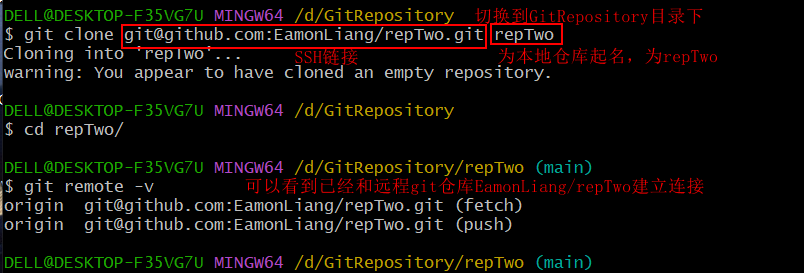 DELL@DESKTOP-F35VG7U MINGW64 /d/GitRepository 切换到GitRepository目录下
$ git clone git@github.com:EamonLiang/repTwo.git repTwo
Cloning into 'repTwo'... SSH链接 为本地仓库起名，为repTwo
warning: You appear to have cloned an empty repository.
DELL@DESKTOP-F35VG7U MINGW64 /d/GitRepository
$ cd repTwo/
DELL@DESKTOP-F35VG7U MINGW64 /d/GitRepository/repTwo (main)
$ git remote -v 可以看到已经和远程git仓库EamonLiang/repTwo建立连接
origin  git@github.com:EamonLiang/repTwo.git (fetch)
origin  git@github.com:EamonLiang/repTwo.git (push)
DELL@DESKTOP-F35VG7U MINGW64 /d/GitRepository/repTwo (main)